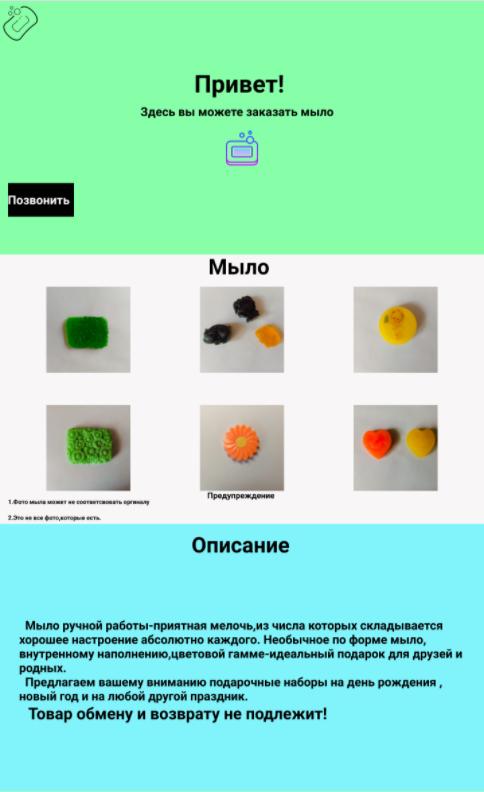 Привет!
Здесь вы можете заказать мыло
Позвонить
Мыло
Предупреждение
1.Фото мыла может не соответсвовать оргиналу
2.Это не все фото,которые есть.
Описание
Мыло ручной работы-приятная мелочь,из числа которых складывается
хорошее настроение абсолютно каждого. Необычное по форме мыло,
внутренному наполнению,цветовой гамме-идеальный подарок для друзей и
родных.
Предлагаем вашему вниманию подарочные наборы на день рождения ,
новый год и на любой другой праздник.
Товар обмену и возврату не подлежит!